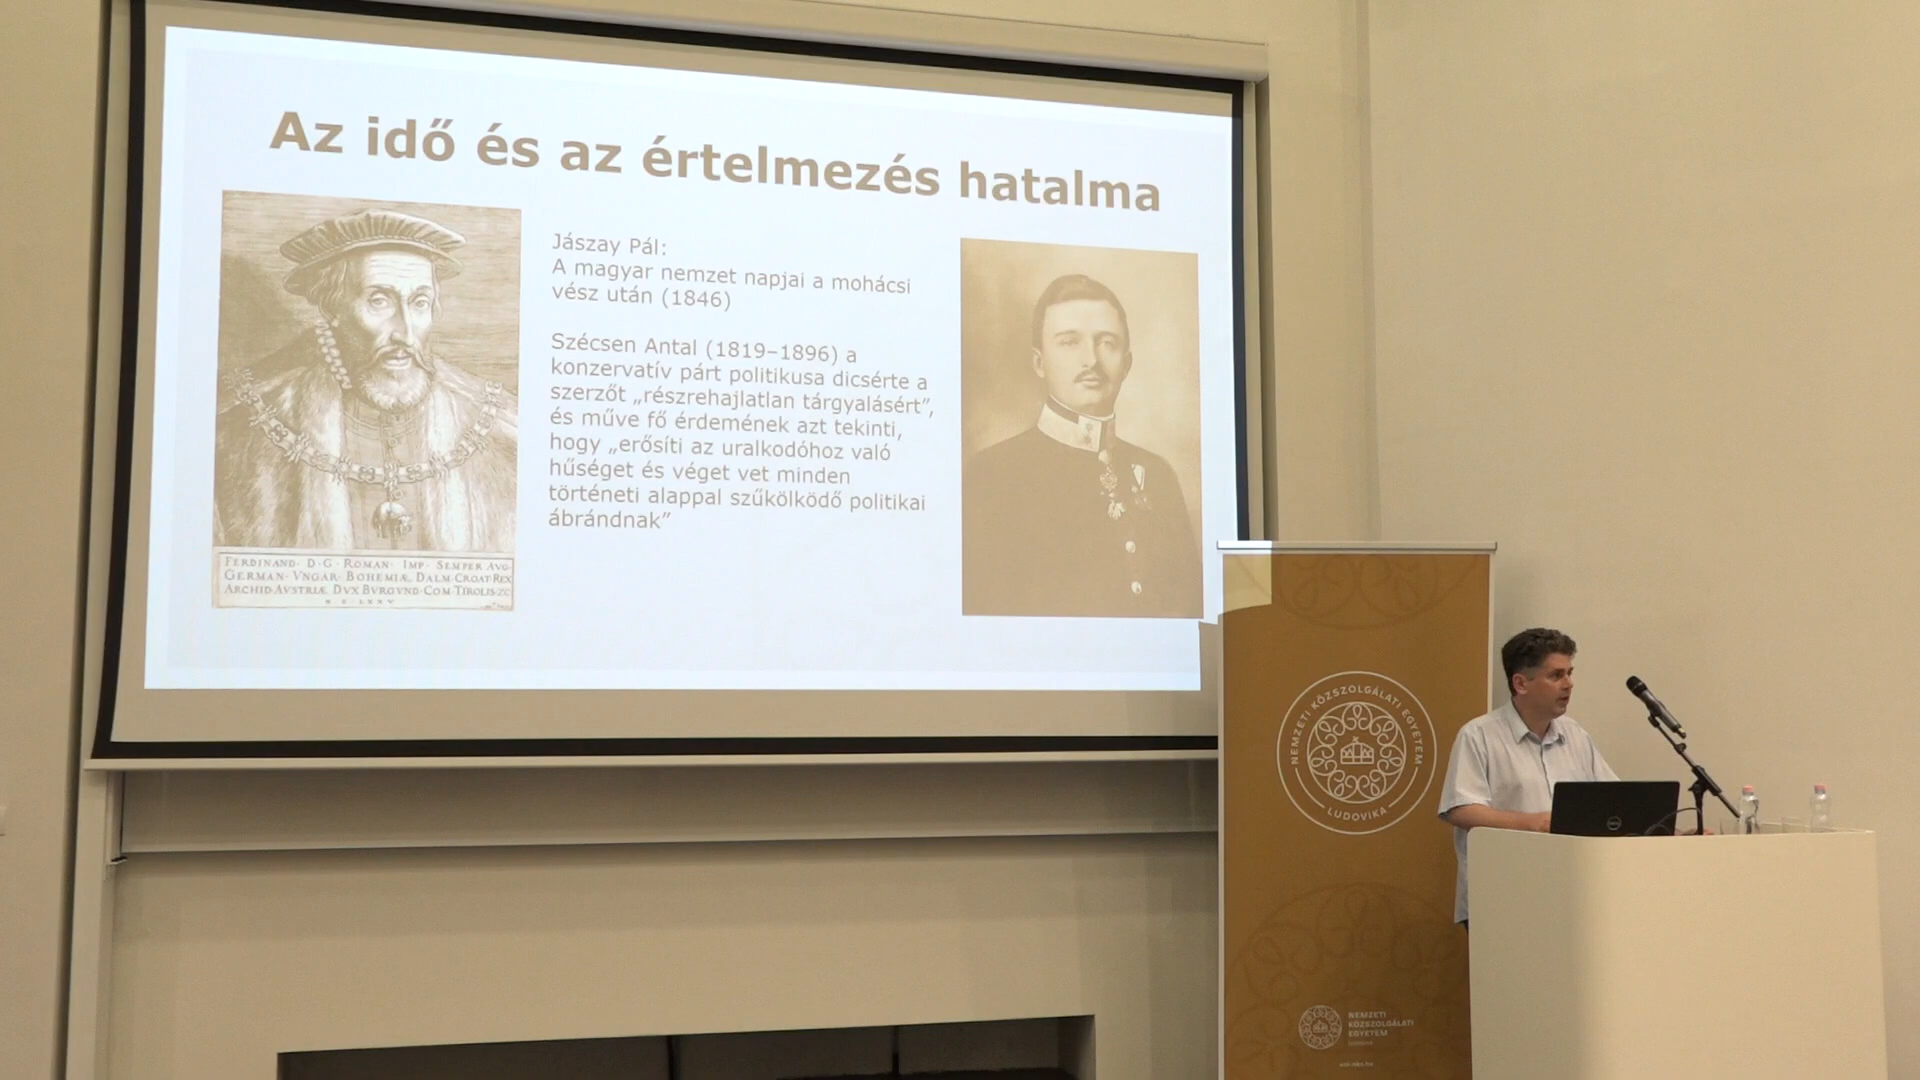 Az idő és az értelmezés hatalma
Jászay Pál:
A magyar nemzet napjai a mohácsi
vész után (1846)
Szécsen Antal (1819–1896) a
konzervatív párt politikusa dicsérte a
szerzőt „részrehajlatlan tárgyalásért”,
és műve fő érdemének azt tekinti,
hogy „erősíti az uralkodóhoz való
hűséget és véget vet minden
történeti alappal szűkölködő politikai
ábrándnak”
FERDINAND· D·G· ROMAN· IMP· SEMPER AVG·
GERMAN· VNGAR· BOHEMIÆ, DALM· CROAT· REX
ARCHID· AVSTRIÆ, DVX BVRGVND· COM TIROLIS·
NEMZETI KÖZSZOLGÁLATI EGYETEM
LUDOVIKA
NEMZETI
KÖZSZOLGÁLATI
EGYETEM
DELL